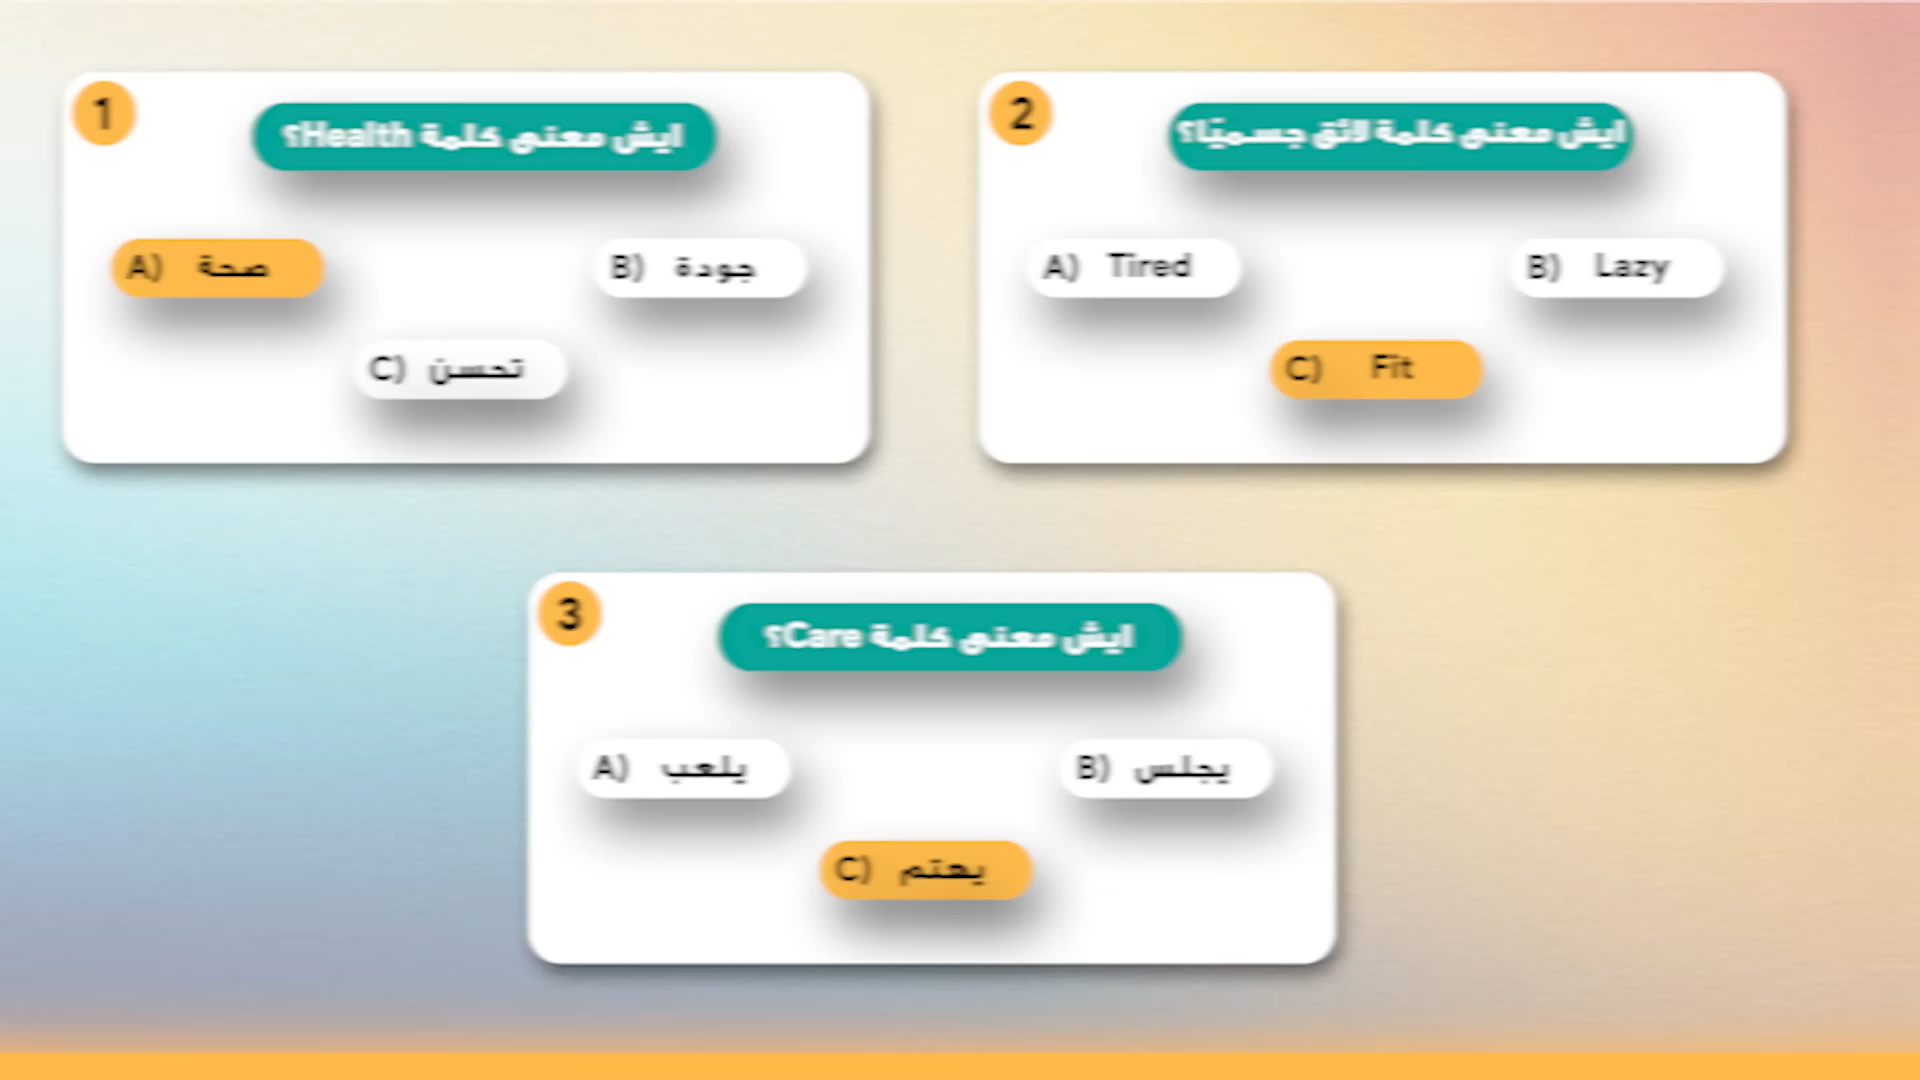 1
ايش معنى كلمة Health؟
A) صحة
B) جودة
C) تحسن
2
ايش معنى كلمة لائق جسميًا؟
A) Tired
B) Lazy
C) Fit
3
ايش معنى كلمة Care؟
A) يلعب
B) يجلس
C) يهتم